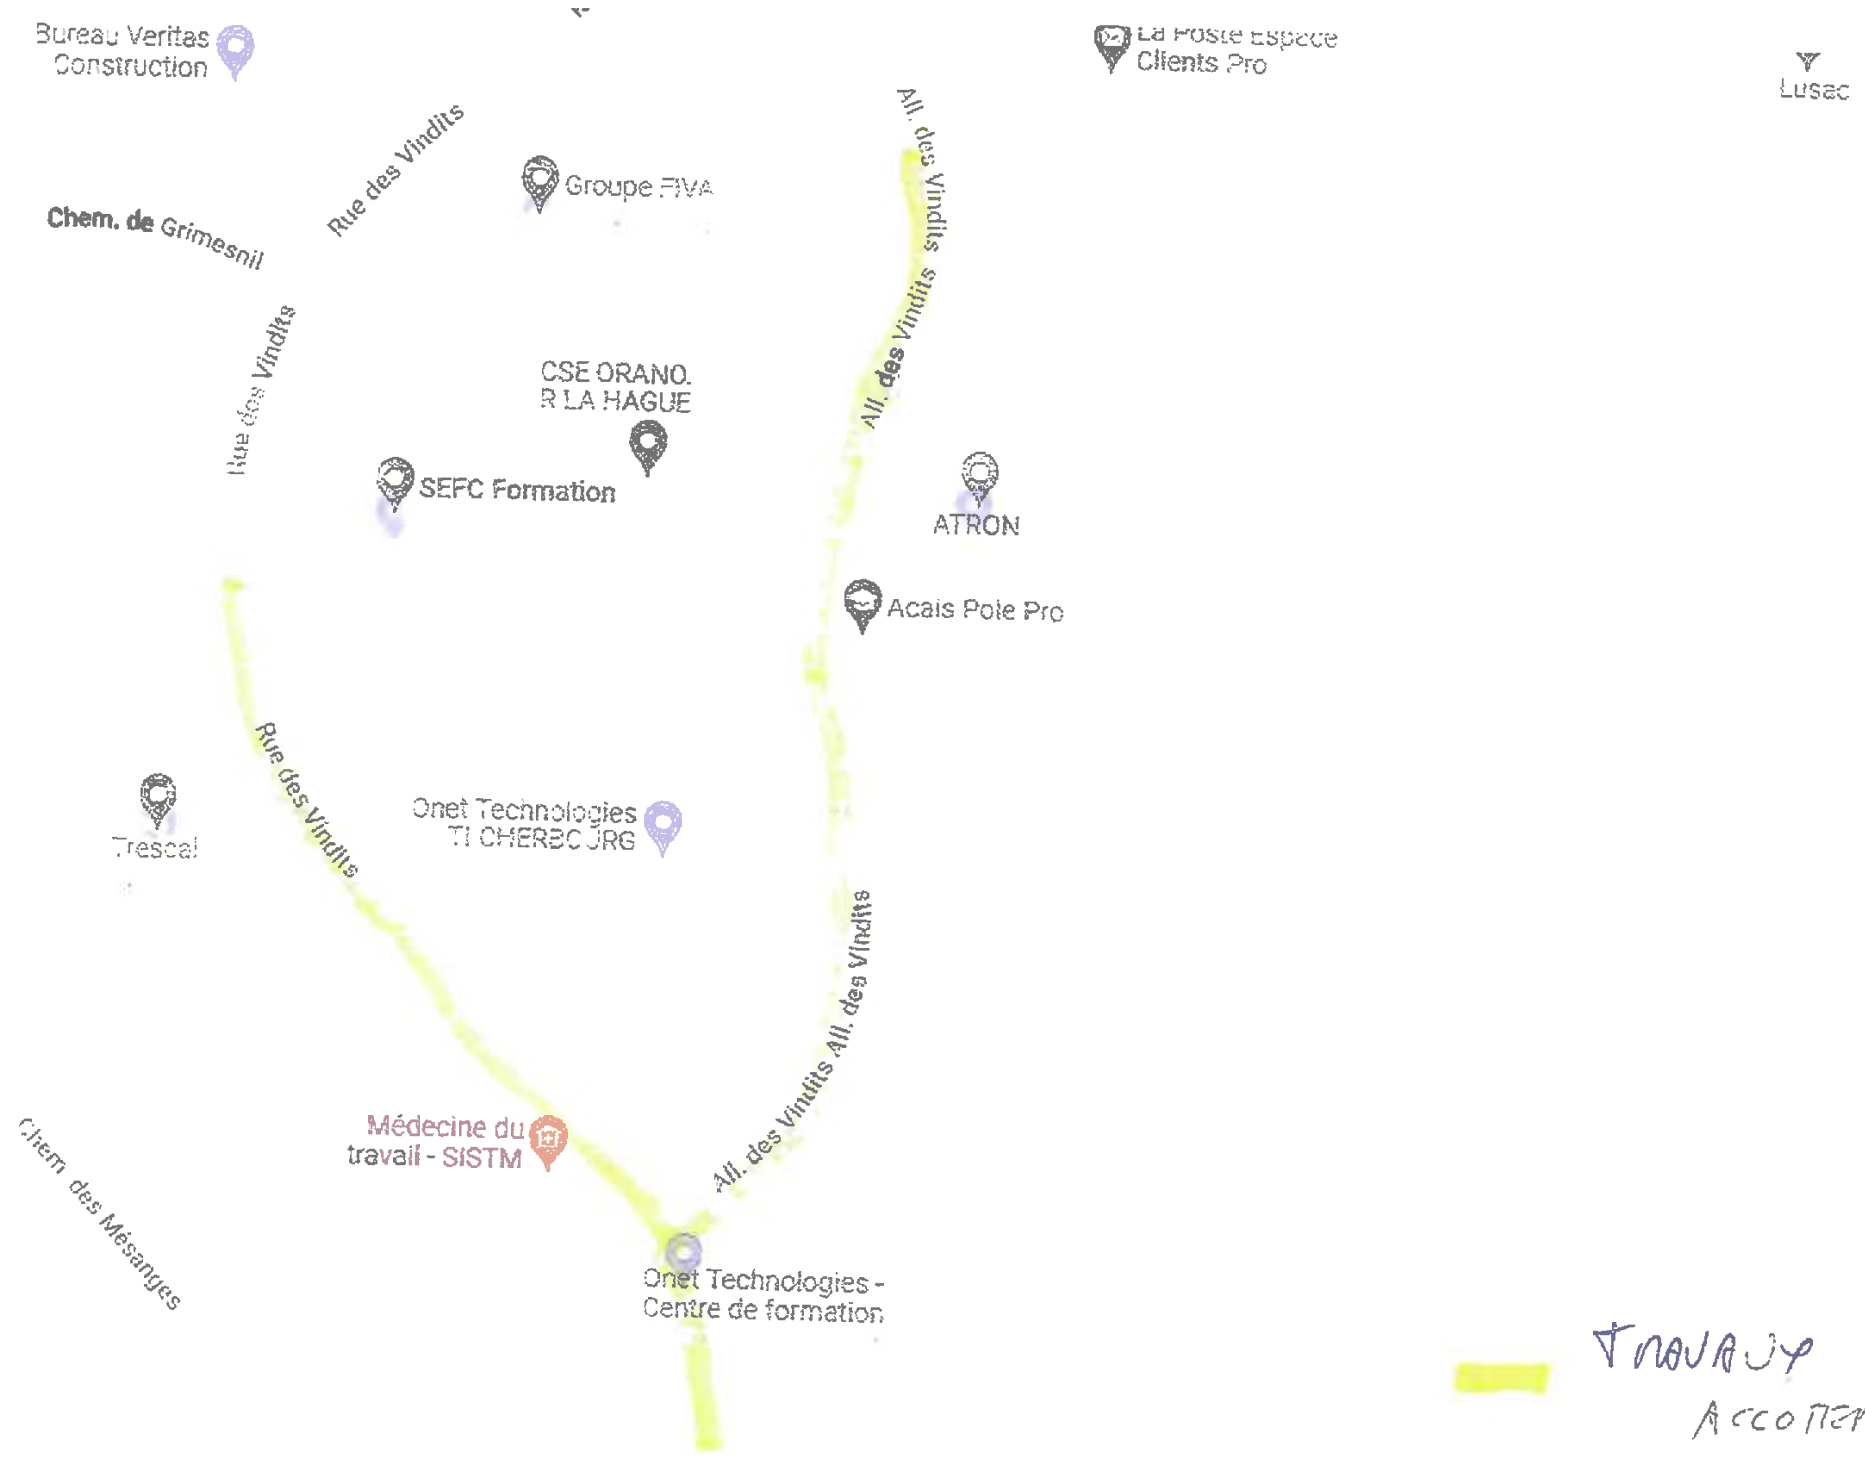 Bureau Veritas
Construction
La Poste Espace
Clients Pro
Lusac
All. des Vindits
Rue des Vindits
Groupe FIVA
Chem. de Grimesnil
All. des Vindits
Rue des Vindits
CSE ORANO.
R LA HAGUE
SEFC Formation
ATRON
Acais Pole Pro
Rue des Vindits
Trescal
Onet Technologies
TI CHERBOURG
All. des Vindits
All. des Vindits
Médecine du
travail - SISTM
Chem. des Mésanges
Onet Technologies -
Centre de formation
TRAVAUX